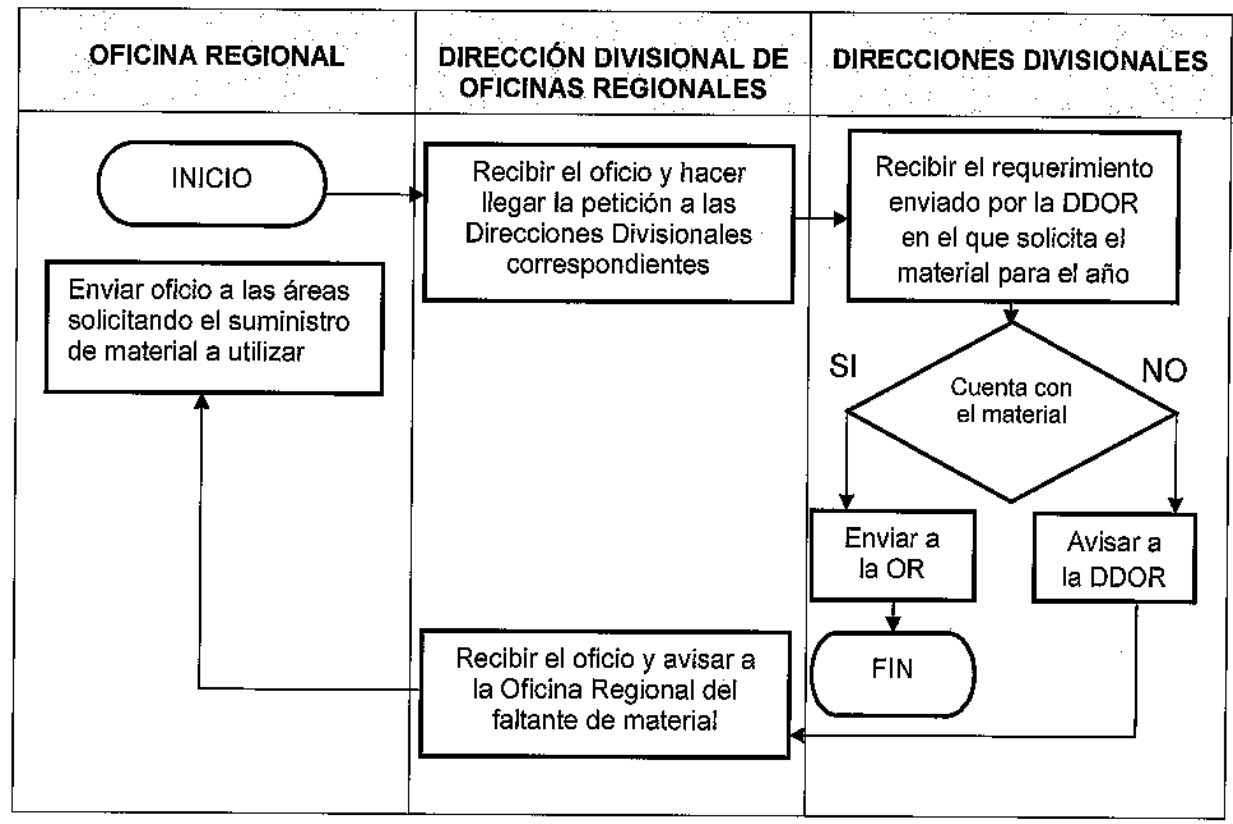 OFICINA REGIONAL
DIRECCIÓN DIVISIONAL DE
OFICINAS REGIONALES
DIRECCIONES DIVISIONALES
INICIO
Enviar oficio a las áreas
solicitando el suministro
de material a utilizar
Recibir el oficio y hacer
llegar la petición a las
Direcciones Divisionales
correspondientes
Recibir el requerimiento
enviado por la DDOR
en el que solicita el
material para el año
SI
NO
Cuenta con
el material
Enviar a
la OR
Avisar a
la DDOR
FIN
Recibir el oficio y avisar a
la Oficina Regional del
faltante de material